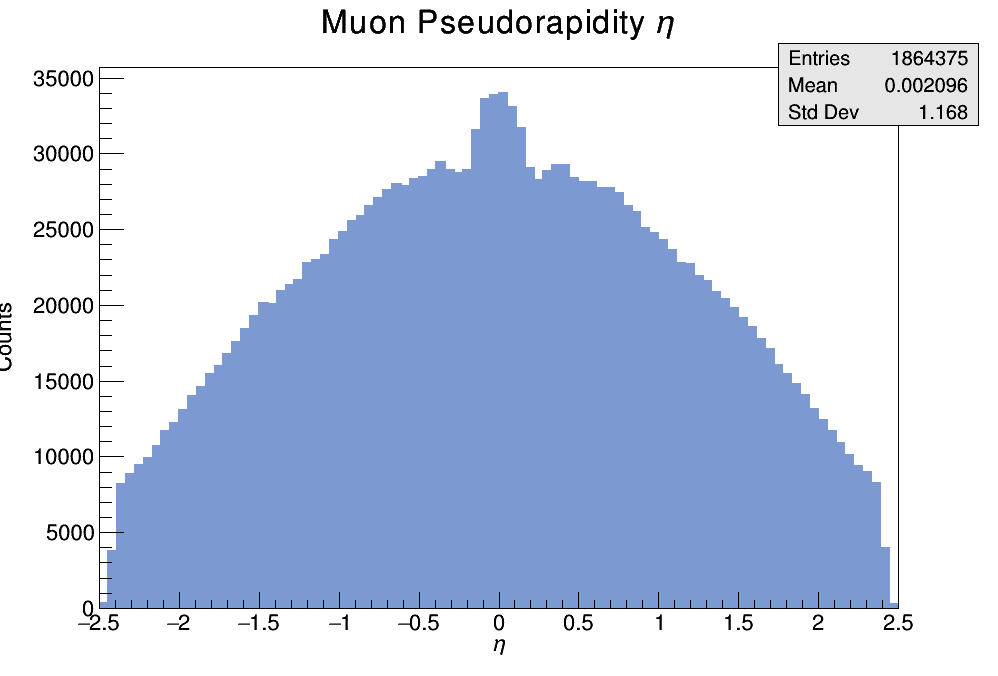 Muon Pseudorapidity η
Entries 1864375
Mean 0.002096
Std Dev 1.168
35000
30000
25000
20000
15000
10000
5000
0
Counts
−2.5 −2 −1.5 −1 −0.5 0 0.5 1 1.5 2 2.5
η